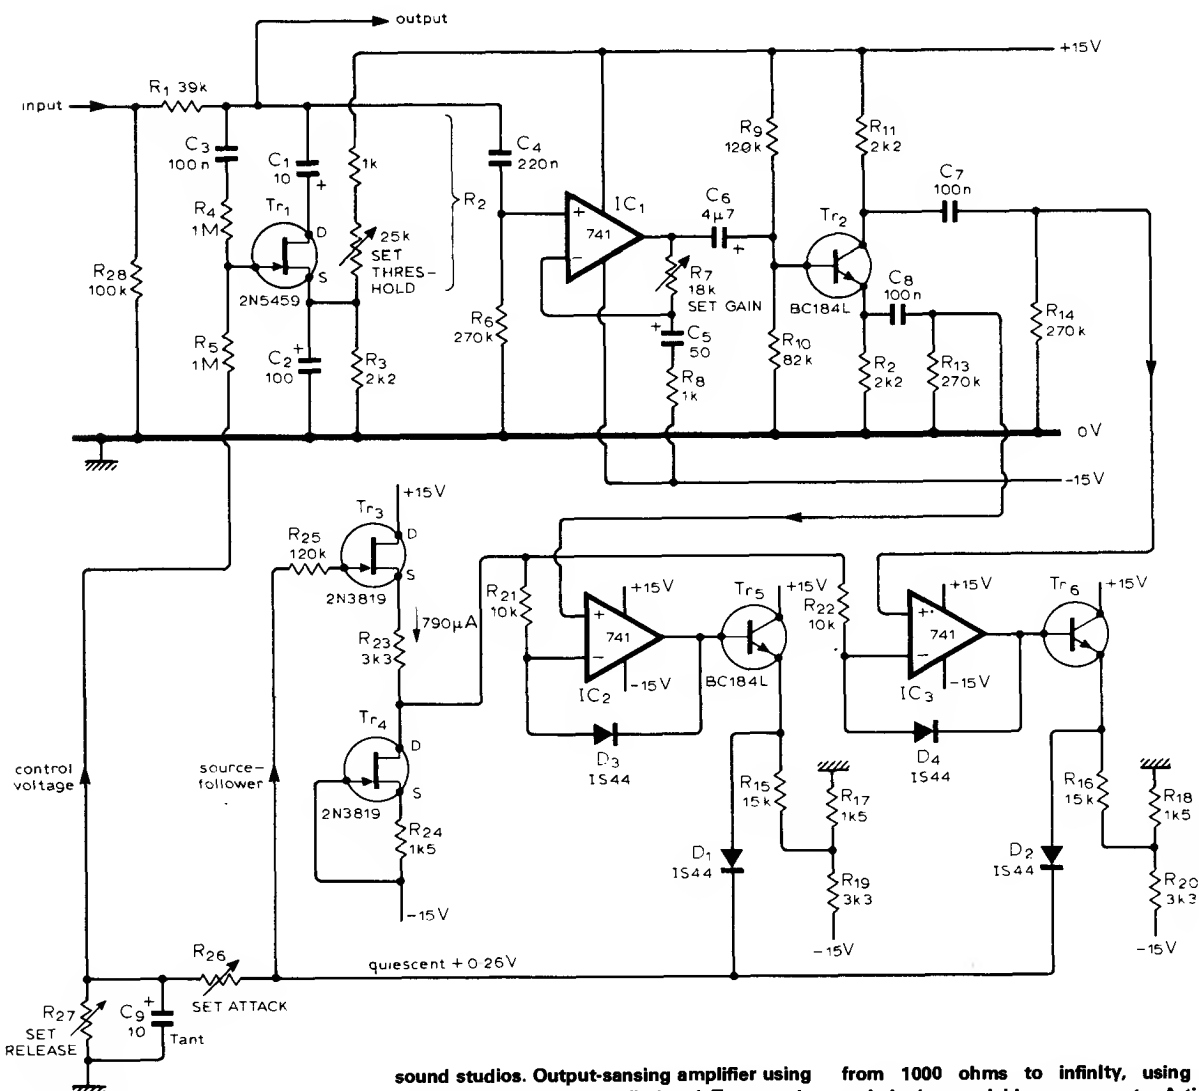 output
+15V
input
R1 39k
C3
100n
C1
10
+
1k
R2
C4
220n
R9
120k
R11
2k2
C7
100n
R4
1M
Tr1
D
S
2N5459
25k
SET
THRES-
HOLD
+
-
741
IC1
C6
4µ7
+
Tr2
BC184L
R28
100k
R7
18k
SET GAIN
C8
100n
R5
1M
+
C2
100
R3
2k2
R6
270k
+
C5
50
R8
1k
R10
82k
R2
2k2
R13
270k
R14
270k
0V
-15V
+15V
Tr3
D
S
R25
120k
2N3819
790µA
R23
3k3
R21
10k
+15V
+
-
741
-15V
IC2
Tr5
+15V
BC184L
R22
10k
+15V
+
-
741
-15V
IC3
Tr6
+15V
Tr4
D
S
2N3819
R24
1k5
-15V
D3
IS44
D4
IS44
control
voltage
source-
follower
R15
15k
R17
1k5
R16
15k
R18
1k5
D1
IS44
R19
3k3
-15V
D2
IS44
R20
3k3
-15V
R26
SET ATTACK
quiescent +0.26V
R27
SET
RELEASE
C9
10
+
Tant
sound studios. Output-sansing amplifier using
from 1000 ohms to infinity, using